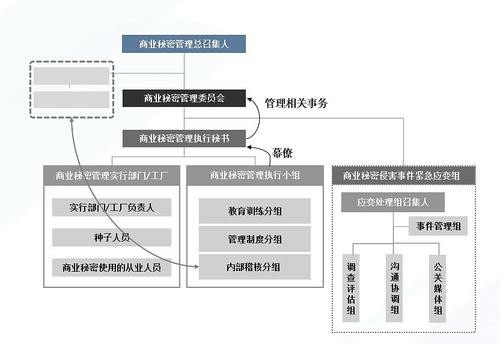 商业秘密管理总召集人
商业秘密管理委员会
管理相关事务
商业秘密管理执行秘书
幕僚
商业秘密管理实行部门/工厂
实行部门/工厂负责人
种子人员
商业秘密使用的从业人员
商业秘密管理执行小组
教育训练分组
管理制度分组
内部稽核分组
商业秘密侵害事件紧急应变组
应变处理组召集人
事件管理组
调查评估组
沟通协调组
公关媒体组